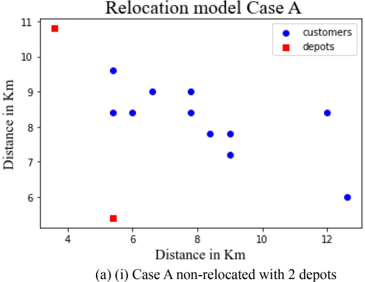 Relocation model Case A
11
10
9
8
7
6
Distance in Km
customers
depots
4
6
8
10
12
Distance in Km
(a) (i) Case A non-relocated with 2 depots